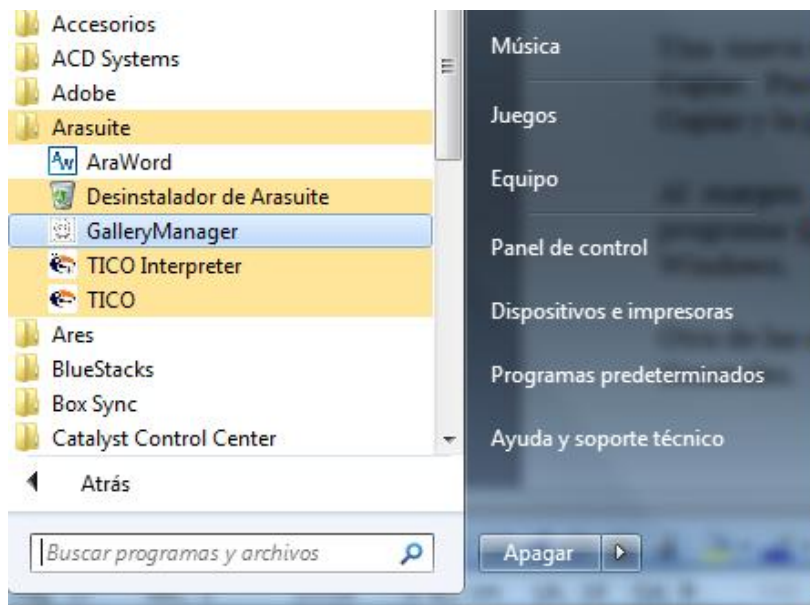 Accesorios
ACD Systems
Adobe
Arasuite
Aw AraWord
Desinstalador de Arasuite
GalleryManager
TICO Interpreter
TICO
Ares
BlueStacks
Box Sync
Catalyst Control Center
Atrás
Buscar programas y archivos
Música
Juegos
Equipo
Panel de control
Dispositivos e impresoras
Programas predeterminados
Ayuda y soporte técnico
Apagar